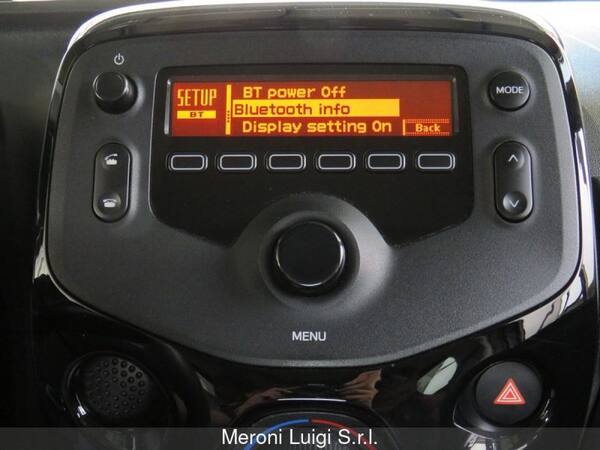 SETUP
BT
BT power Off
Bluetooth info
Display setting On
Back
MODE
MENU
Meroni Luigi S.r.l.